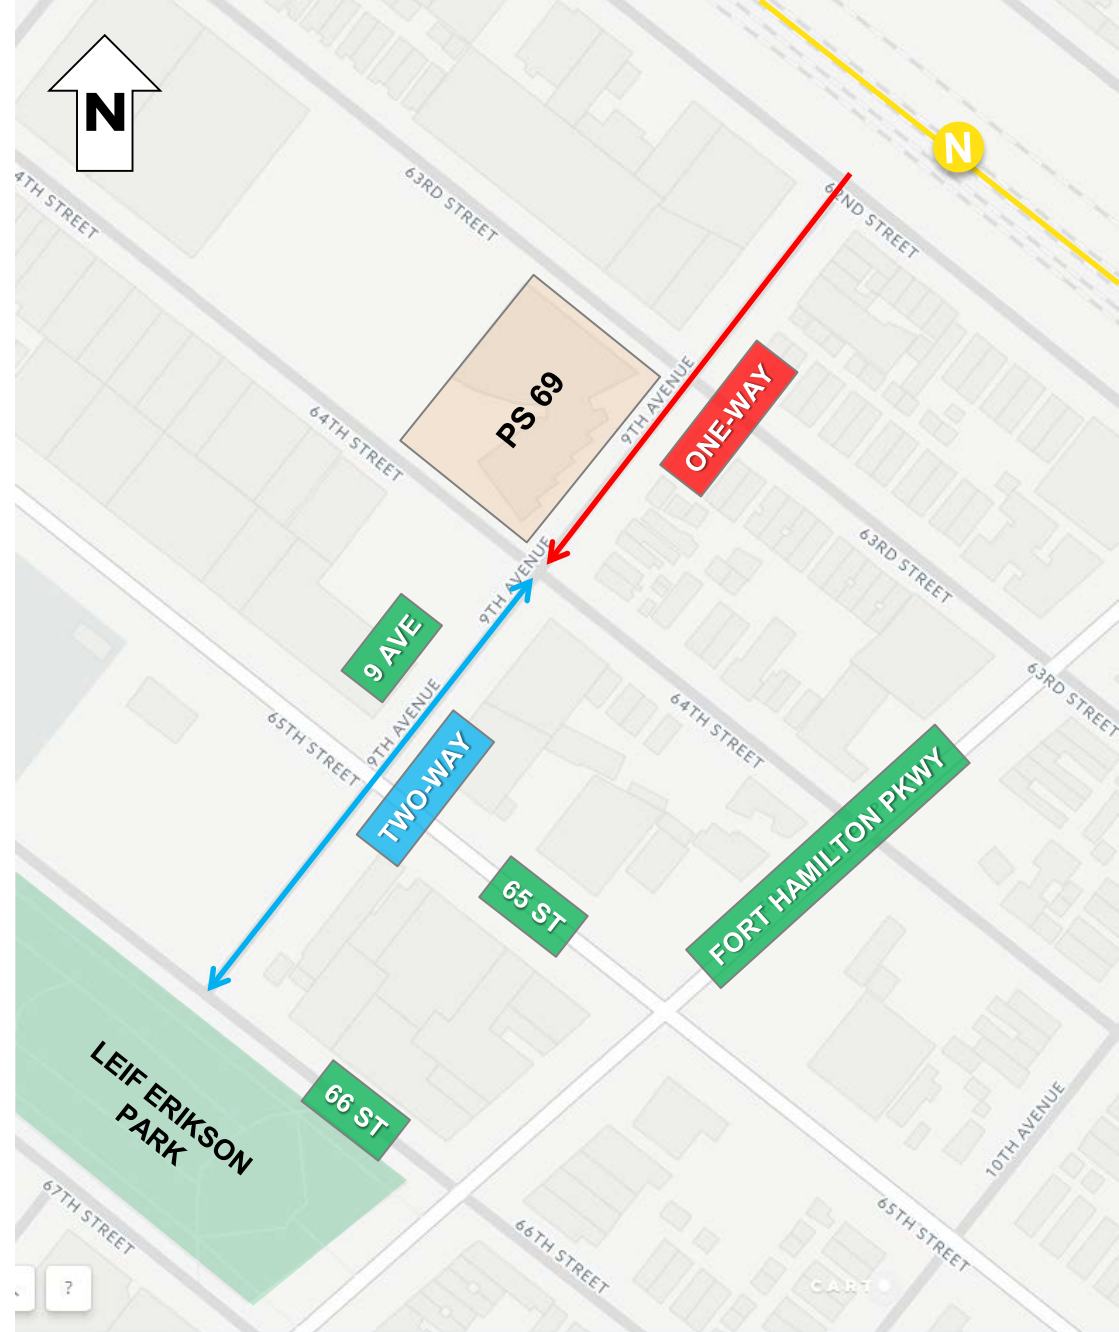 N
N
4TH STREET
63RD STREET
62ND STREET
9TH AVENUE
ONE-WAY
PS 69
64TH STREET
9TH AVENUE
63RD STREET
9 AVE
9TH AVENUE
63RD STREET
64TH STREET
65TH STREET
TWO-WAY
FORT HAMILTON PKWY
65 ST
LEIF ERIKSON
PARK
66 ST
10TH AVENUE
67TH STREET
66TH STREET
65TH STREET
?
CART